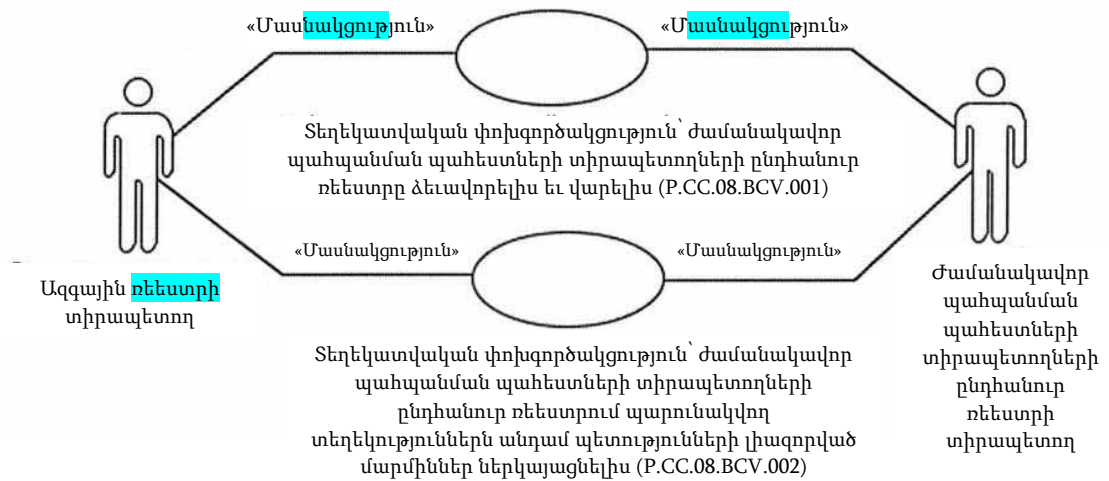 «Մասնակցություն»
«Մասնակցություն»
Տեղեկատվական փոխգործակցություն՝ ժամանակավոր
պահպանման պահեստների տիրապետողների ընդհանուր
ռեեստրը ձեւավորելիս եւ վարելիս (P.CC.08.BCV.001)
«Մասնակցություն»
«Մասնակցություն»
Ազգային ռեեստրի
տիրապետող
Տեղեկատվական փոխգործակցություն՝ ժամանակավոր
պահպանման պահեստների տիրապետողների
ընդհանուր ռեեստրում պարունակվող
տեղեկություններն անդամ պետությունների լիազորված
մարմիններ ներկայացնելիս (P.CC.08.BCV.002)
Ժամանակավոր
պահպանման
պահեստների
տիրապետողների
ընդհանուր
ռեեստրի
տիրապետող